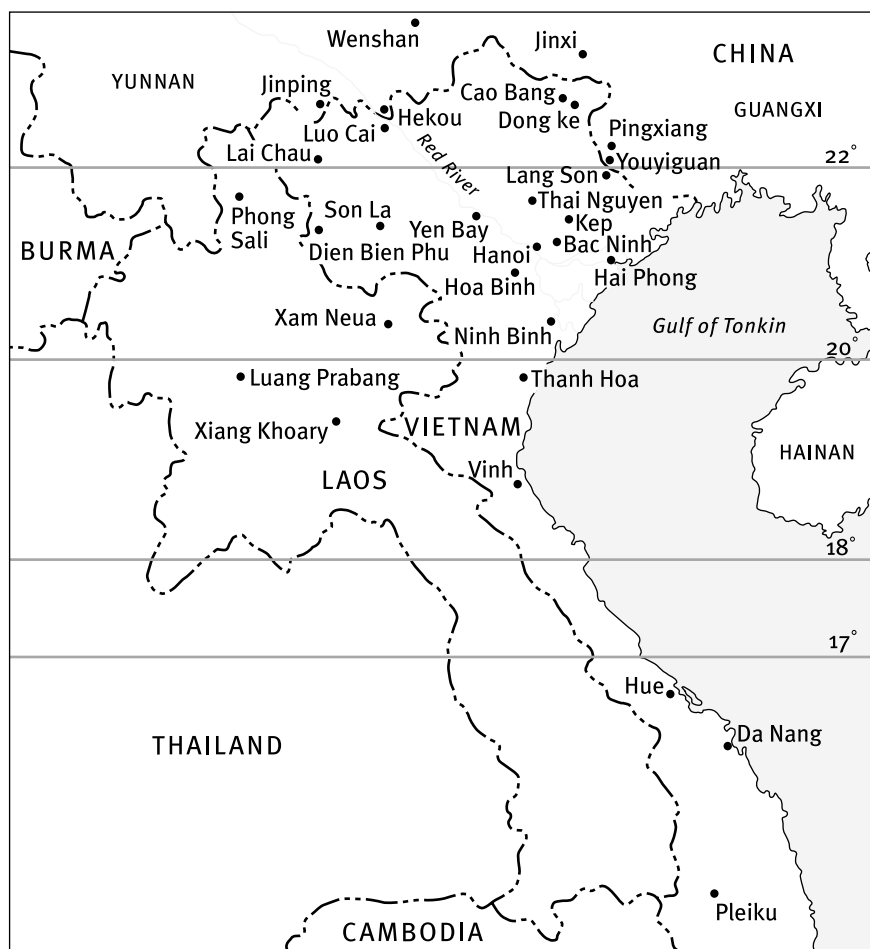 Wenshan
Jinxi
CHINA
YUNNAN
Jinping
Cao Bang
GUANGXI
Hekou
Dong ke
Luo Cai
Pingxiang
Lai Chau
Red River
Youyiguan
22°
Lang Son
Thai Nguyen
Phong
Sali
Son La
Kep
Yen Bay
BURMA
Dien Bien Phu
Hanoi
Bac Ninh
Hai Phong
Hoa Binh
Xam Neua
Ninh Binh
Gulf of Tonkin
20°
Luang Prabang
Thanh Hoa
Xiang Khoary
VIETNAM
HAINAN
Vinh
LAOS
18°
17°
Hue
Da Nang
THAILAND
Pleiku
CAMBODIA